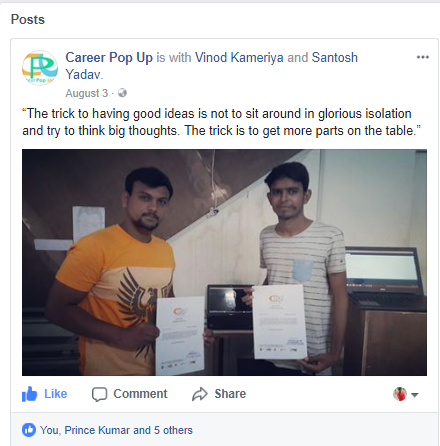 Posts
Career Pop Up is with Vinod Kameriya and Santosh
Yadav.
August 3 ·
“The trick to having good ideas is not to sit around in glorious isolation
and try to think big thoughts. The trick is to get more parts on the table.”
Like Comment Share
You, Prince Kumar and 5 others